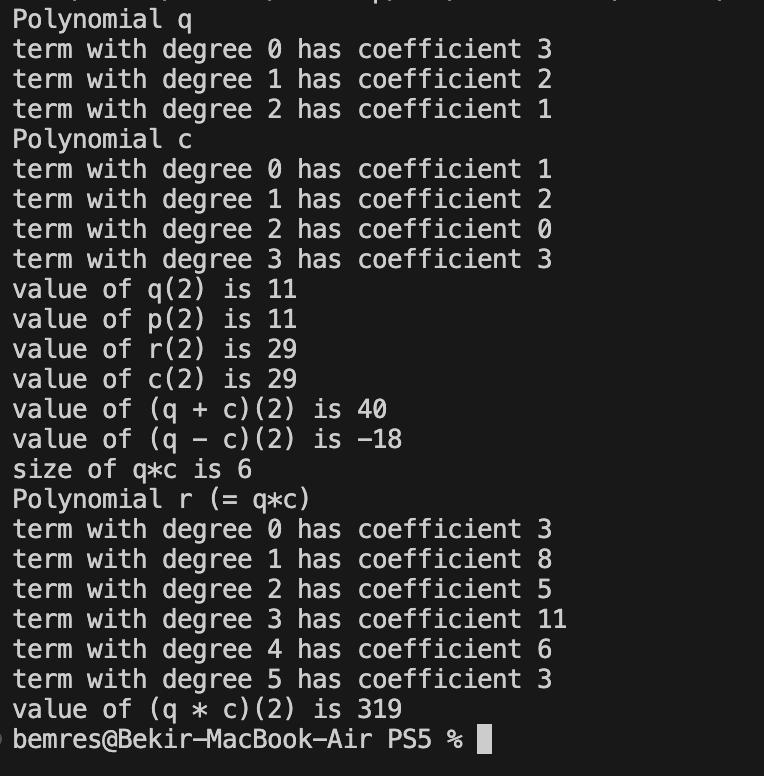 Polynomial q
term with degree 0 has coefficient 3
term with degree 1 has coefficient 2
term with degree 2 has coefficient 1
Polynomial c
term with degree 0 has coefficient 1
term with degree 1 has coefficient 2
term with degree 2 has coefficient 0
term with degree 3 has coefficient 3
value of q(2) is 11
value of p(2) is 11
value of r(2) is 29
value of c(2) is 29
value of (q + c)(2) is 40
value of (q - c)(2) is -18
size of q*c is 6
Polynomial r (= q*c)
term with degree 0 has coefficient 3
term with degree 1 has coefficient 8
term with degree 2 has coefficient 5
term with degree 3 has coefficient 11
term with degree 4 has coefficient 6
term with degree 5 has coefficient 3
value of (q * c)(2) is 319
bemres@Bekir-MacBook-Air PS5 %